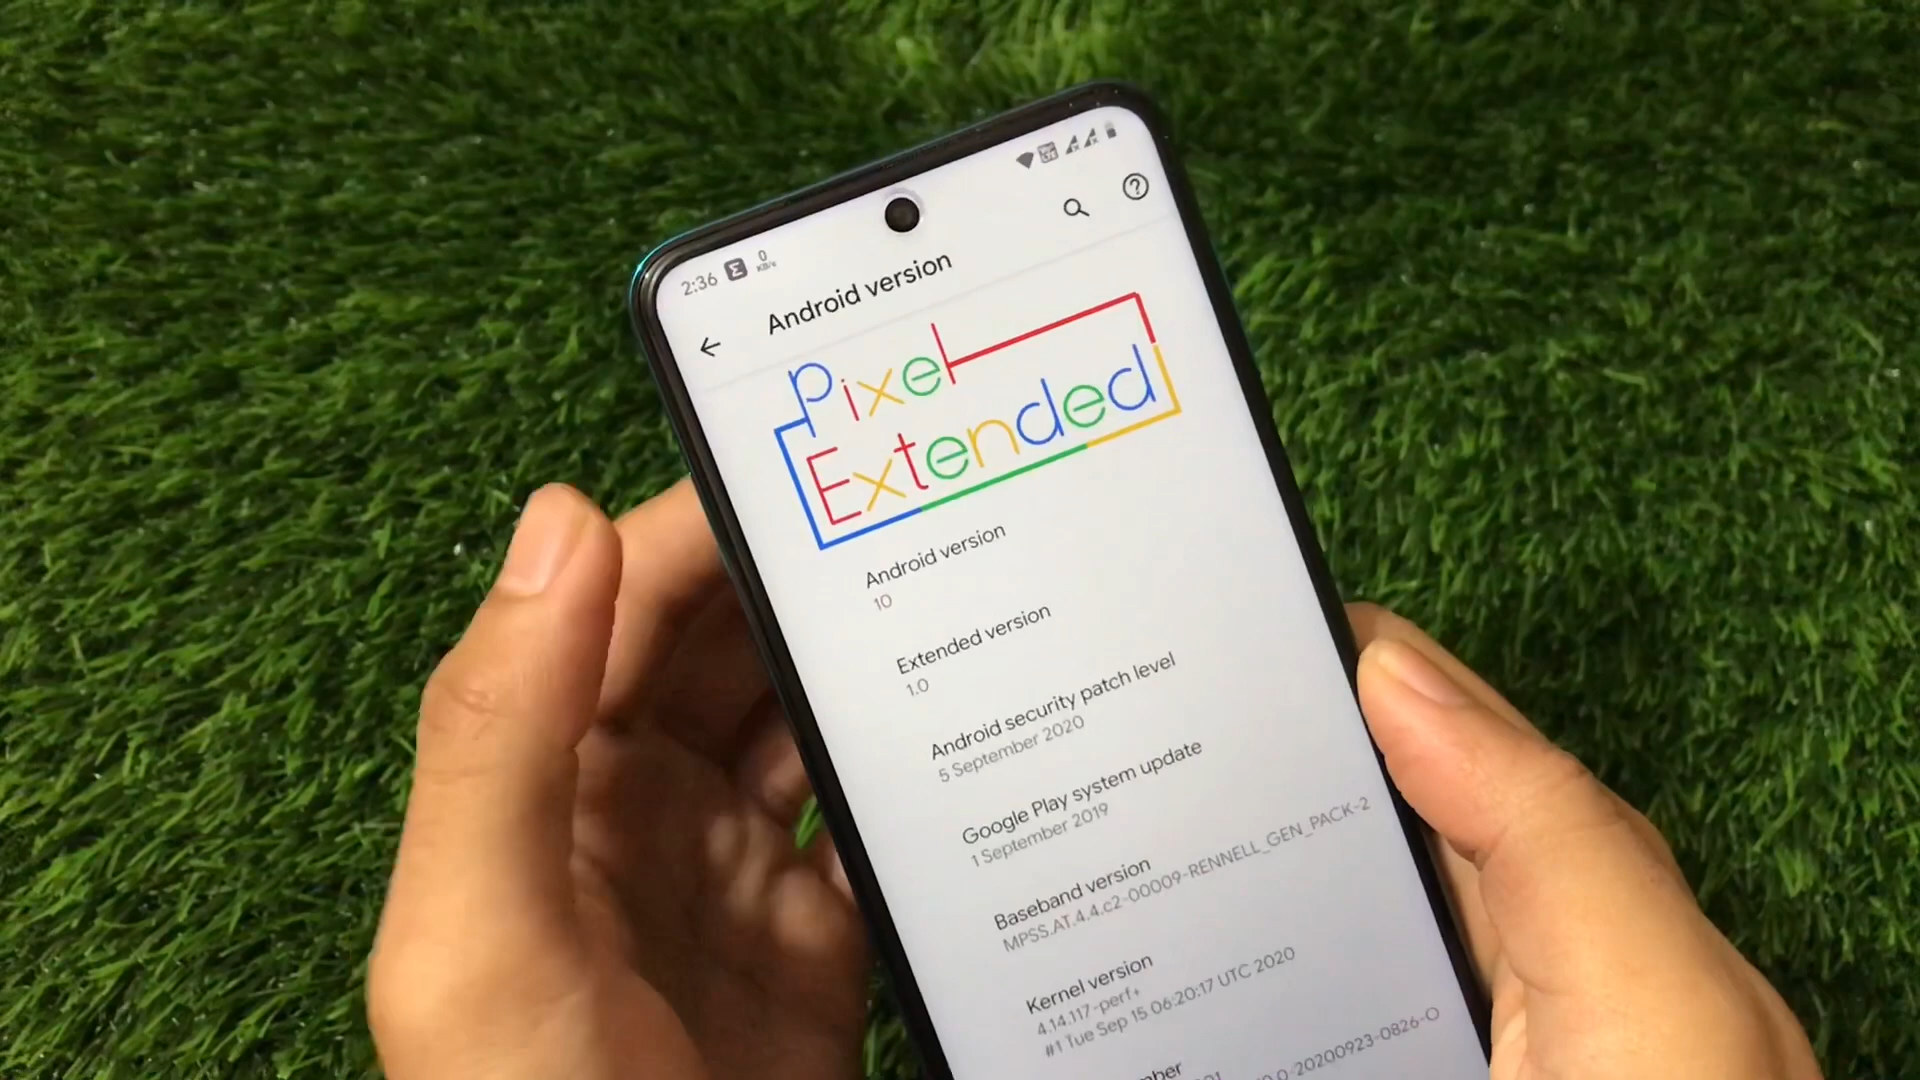 2:36 Σ 0 KB/s
Android version
Pixel
Extended
Android version
10
Extended version
1.0
Android security patch level
5 September 2020
Google Play system update
1 September 2019
Baseband version
MPSS.AT.4.4.c2-00009-RENNELL_GEN_PACK-2
Kernel version
4.14.117-perf+
#1 Tue Sep 15 06:20:17 UTC 2020